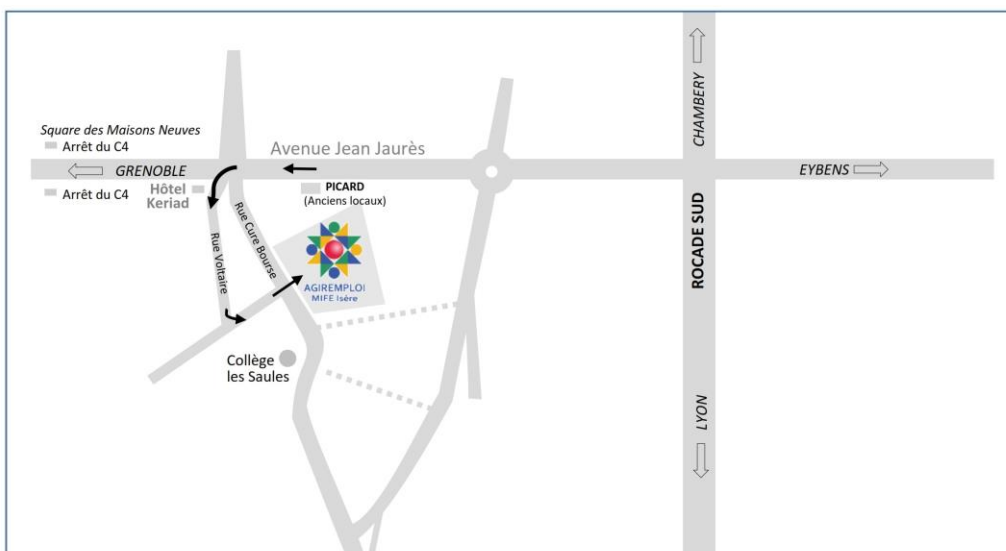 CHAMBERY
Square des Maisons Neuves
Arrêt du C4
Avenue Jean Jaurès
GRENOBLE
EYBENS
Arrêt du C4
Hôtel
Keriad
PICARD
(Anciens locaux)
Rue Voltaire
Rue Cure Bourse
ROCADE SUD
AGIREMPLOI
MIFE Isère
Collège
les Saules
LYON